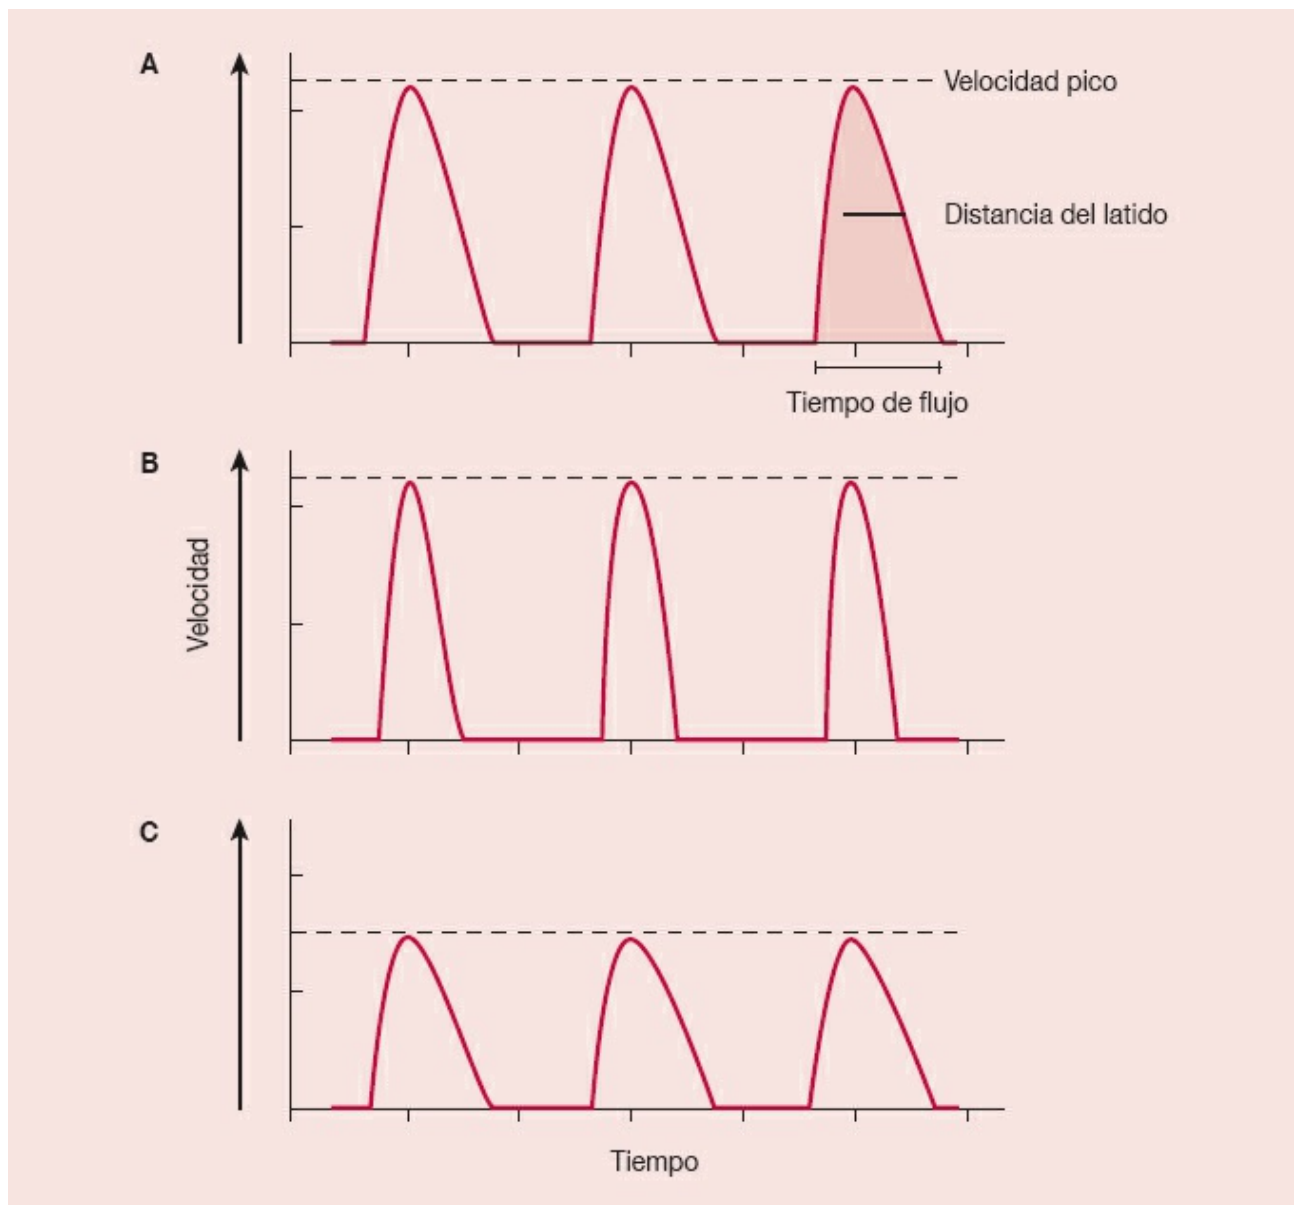 A
Velocidad pico
Distancia del latido
Tiempo de flujo
B
Velocidad
C
Tiempo